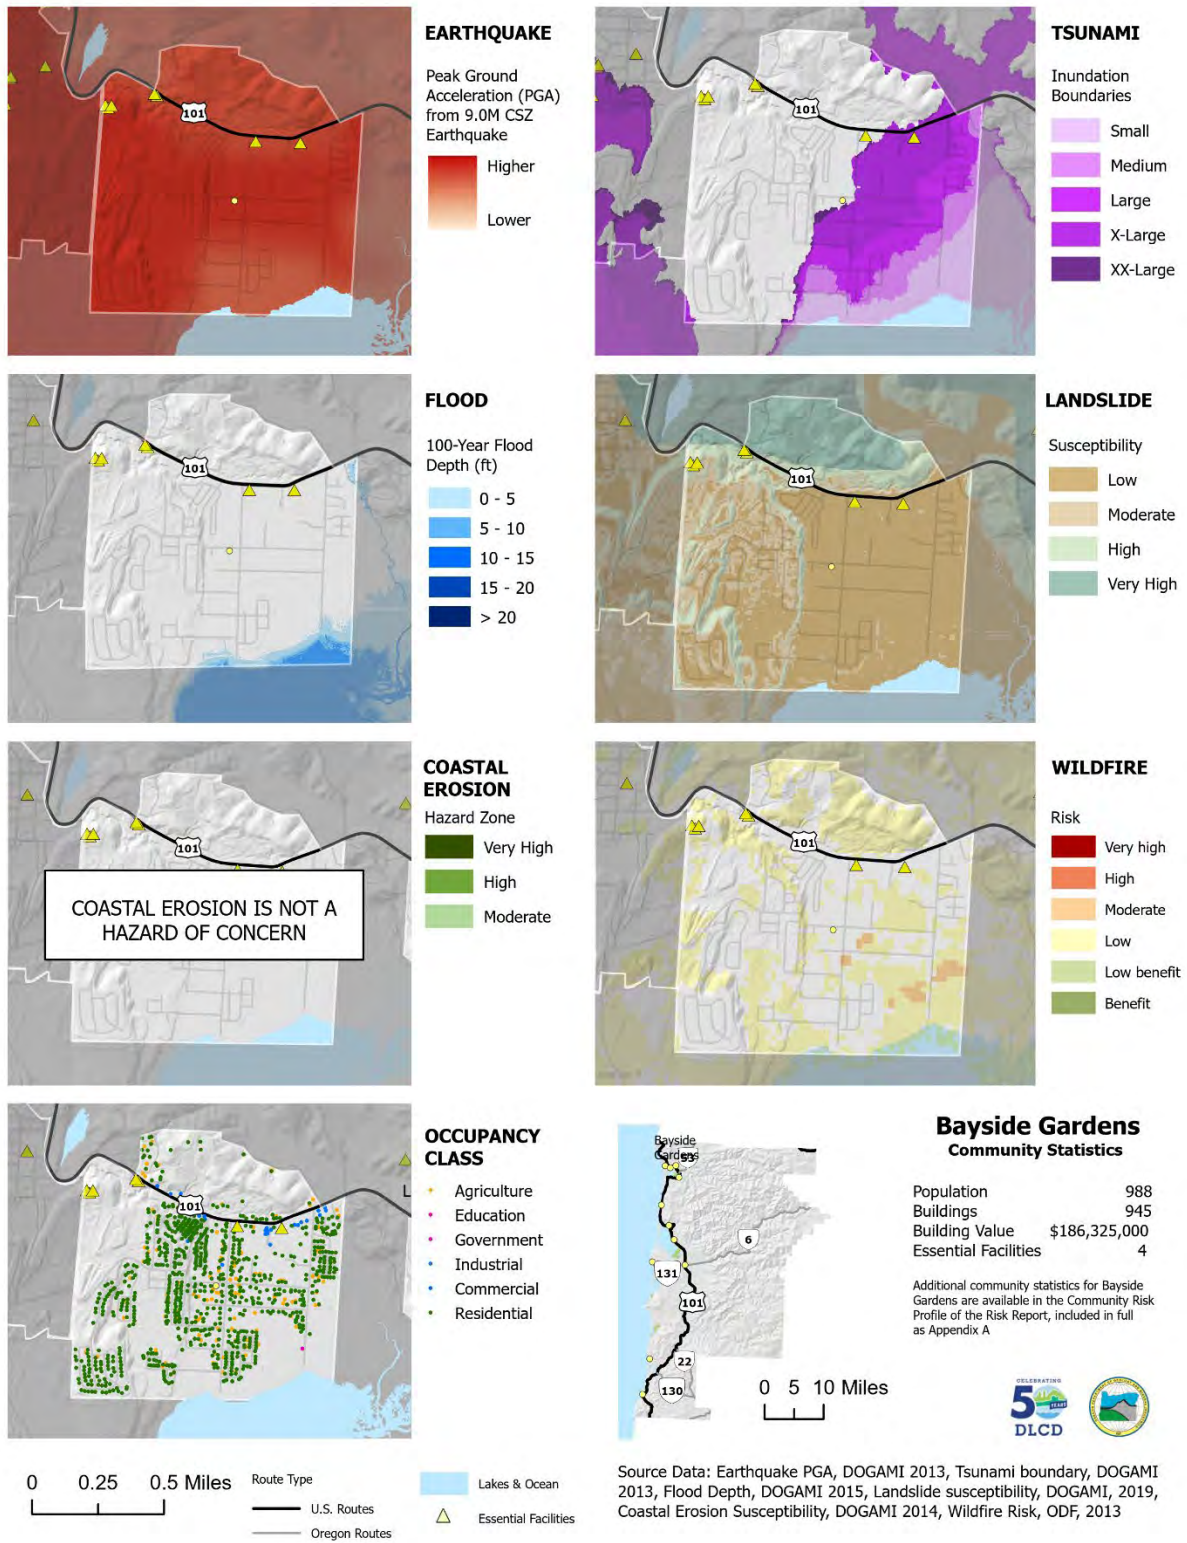 EARTHQUAKE
Peak Ground
Acceleration (PGA)
from 9.0M CSZ
Earthquake
Higher
Lower
101
TSUNAMI
Inundation
Boundaries
Small
Medium
Large
X-Large
XX-Large
101
FLOOD
100-Year Flood
Depth (ft)
0 - 5
5 - 10
10 - 15
15 - 20
> 20
101
LANDSLIDE
Susceptibility
Low
Moderate
High
Very High
101
COASTAL
EROSION
Hazard Zone
Very High
High
Moderate
101
COASTAL EROSION IS NOT A
HAZARD OF CONCERN
WILDFIRE
Risk
Very high
High
Moderate
Low
Low benefit
Benefit
101
OCCUPANCY
CLASS
Agriculture
Education
Government
Industrial
Commercial
Residential
101
L
Bayside
Gardens
53
6
131
101
22
130
0 5 10 Miles
Bayside Gardens
Community Statistics
Population 988
Buildings 945
Building Value $186,325,000
Essential Facilities 4
Additional community statistics for Bayside
Gardens are available in the Community Risk
Profile of the Risk Report, included in full
as Appendix A
CELEBRATING
50
YEARS
DLCD
0 0.25 0.5 Miles
Route Type
U.S. Routes
Oregon Routes
Lakes & Ocean
Essential Facilities
Source Data: Earthquake PGA, DOGAMI 2013, Tsunami boundary, DOGAMI
2013, Flood Depth, DOGAMI 2015, Landslide susceptibility, DOGAMI, 2019,
Coastal Erosion Susceptibility, DOGAMI 2014, Wildfire Risk, ODF, 2013